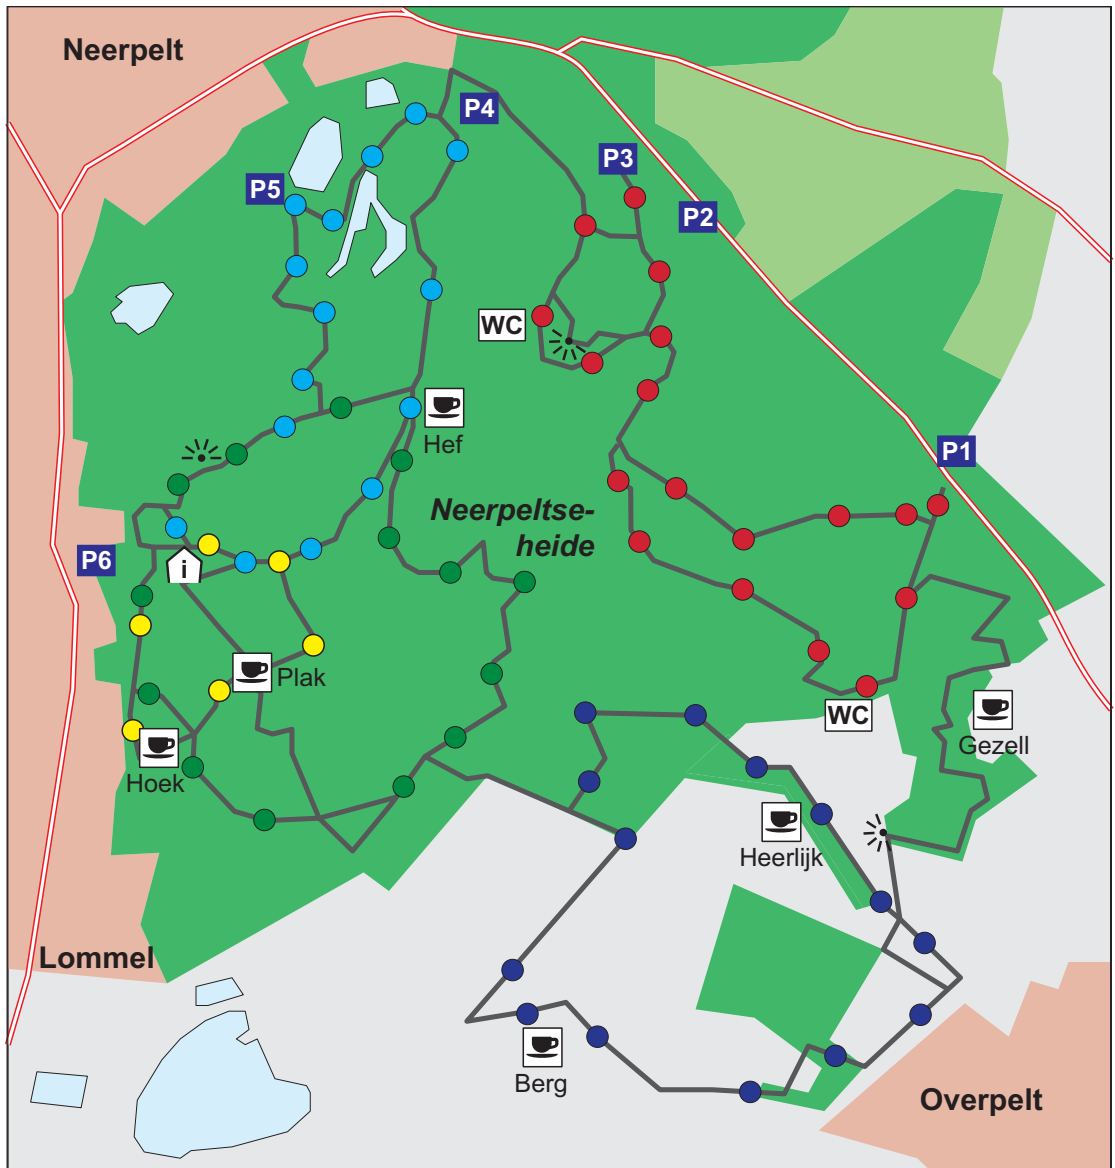 Neerpelt
P4
P3
P5
P2
WC
P1
Hef
Neerpeltse-
heide
P6
i
Plak
WC
Gezell
Hoek
Heerlijk
Lommel
Berg
Overpelt